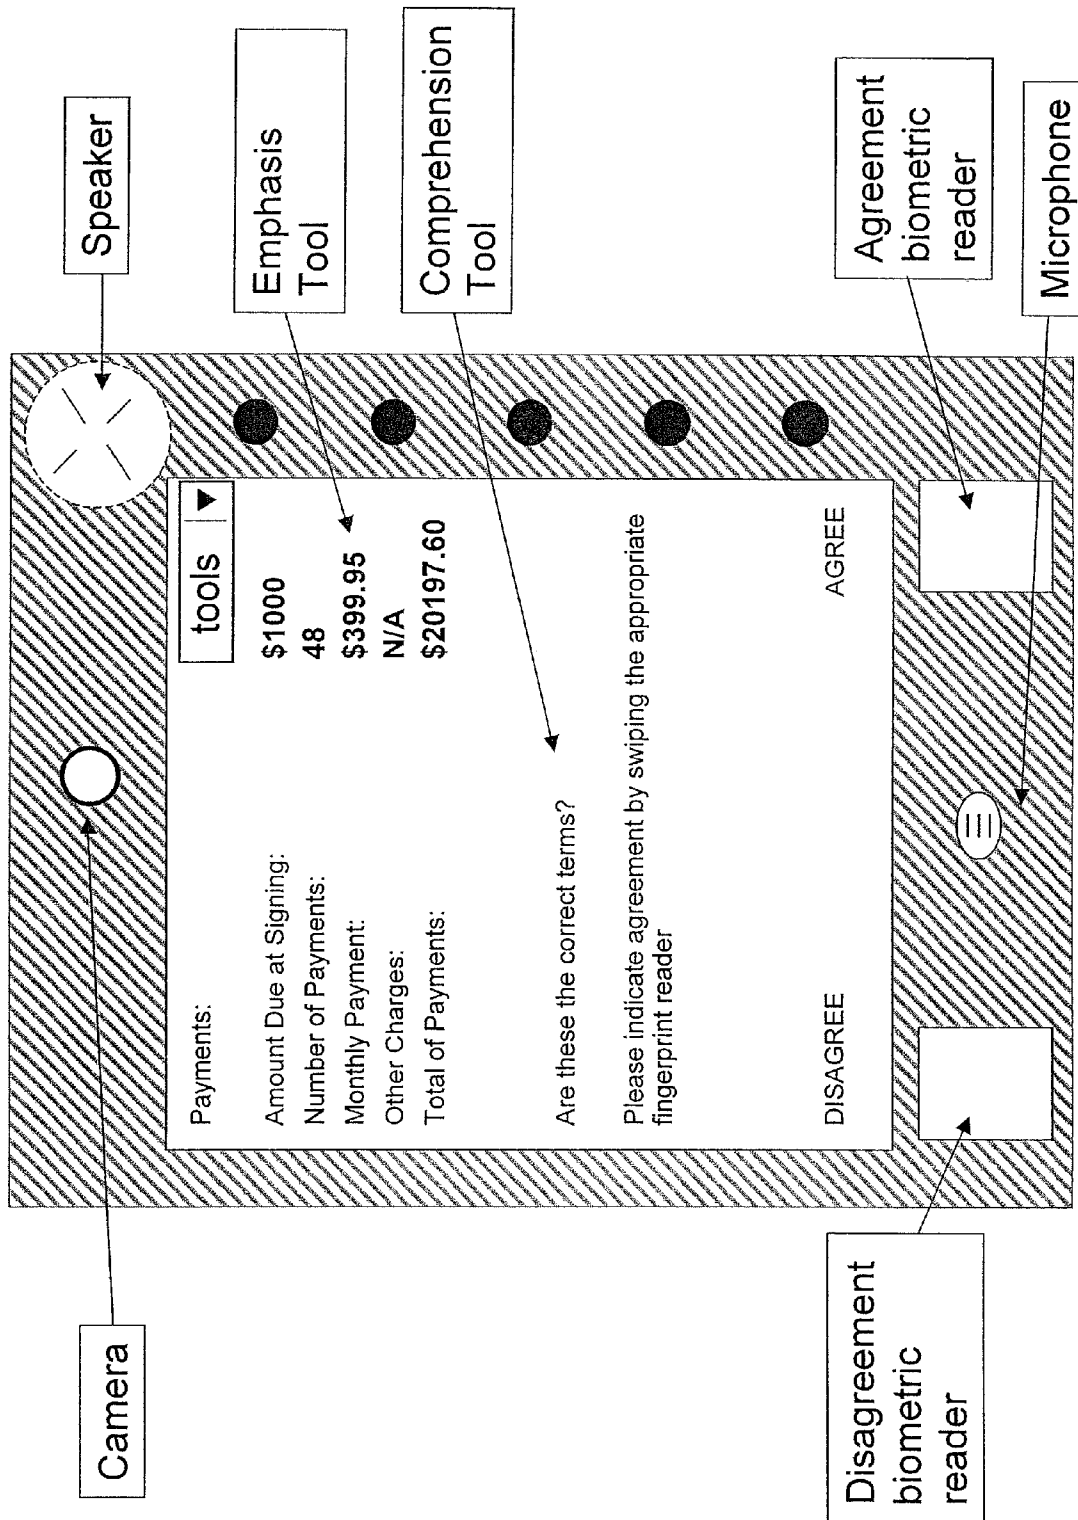 Camera
Speaker
tools
Payments:
Amount Due at Signing: $1000
Number of Payments: 48
Monthly Payment: $399.95
Other Charges: N/A
Total of Payments: $20197.60
Emphasis
Tool
Are these the correct terms?
Comprehension
Tool
Please indicate agreement by swiping the appropriate
fingerprint reader
DISAGREE AGREE
Disagreement
biometric
reader
Agreement
biometric
reader
Microphone